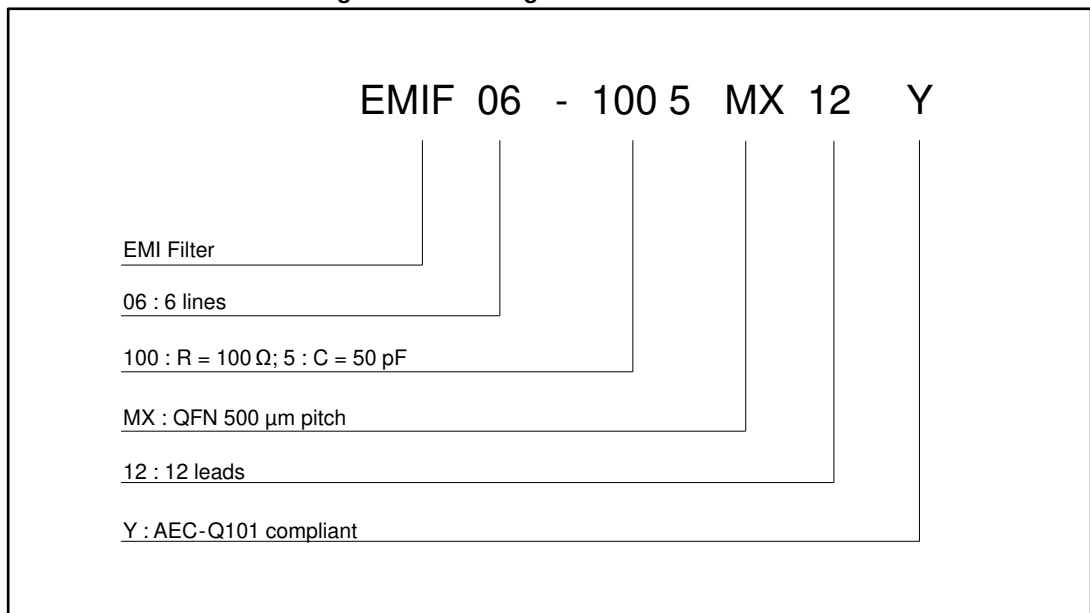 EMIF 06 - 100 5 MX 12 Y
EMI Filter
06 : 6 lines
100 : R = 100 Ω; 5 : C = 50 pF
MX : QFN 500 µm pitch
12 : 12 leads
Y : AEC-Q101 compliant